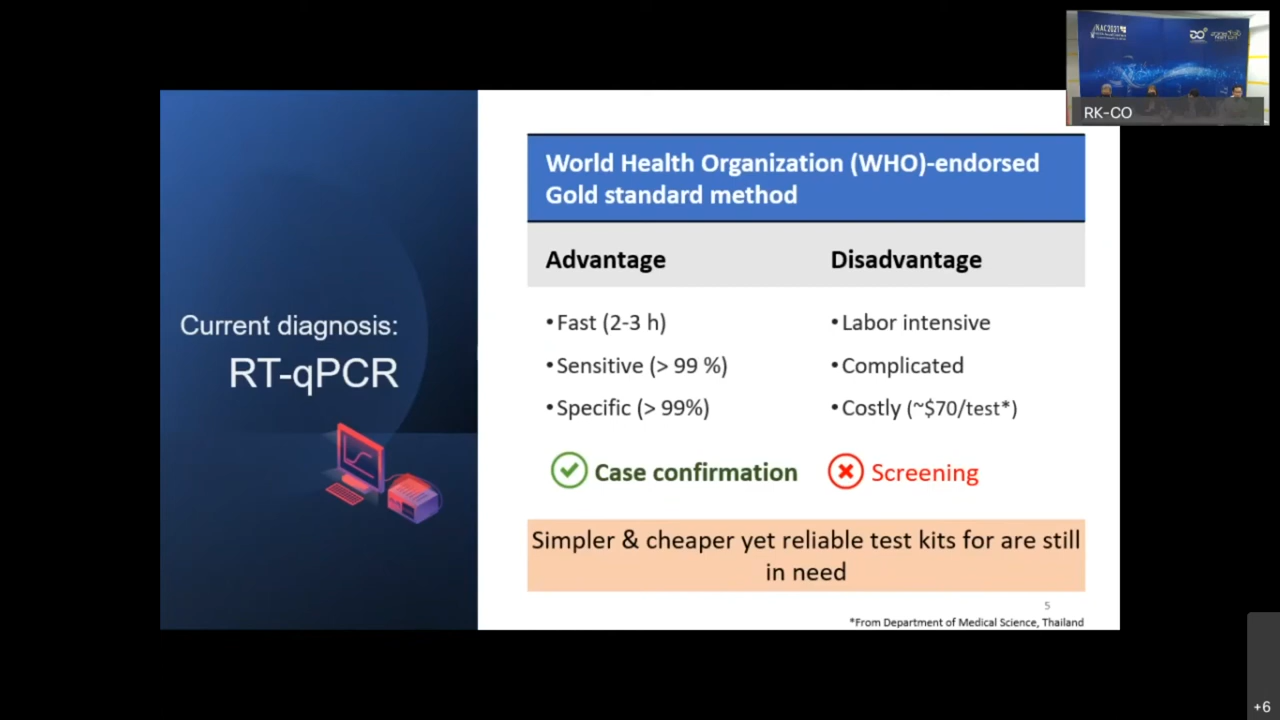 NAC2021
RK-CO
World Health Organization (WHO)-endorsed
Gold standard method
Advantage
Disadvantage
•Fast (2-3 h)
•Labor intensive
•Sensitive (> 99 %)
•Complicated
•Specific (> 99%)
•Costly (~$70/test*)
Case confirmation
Screening
Current diagnosis:
RT-qPCR
Simpler & cheaper yet reliable test kits for are still
in need
5
*From Department of Medical Science, Thailand
+6